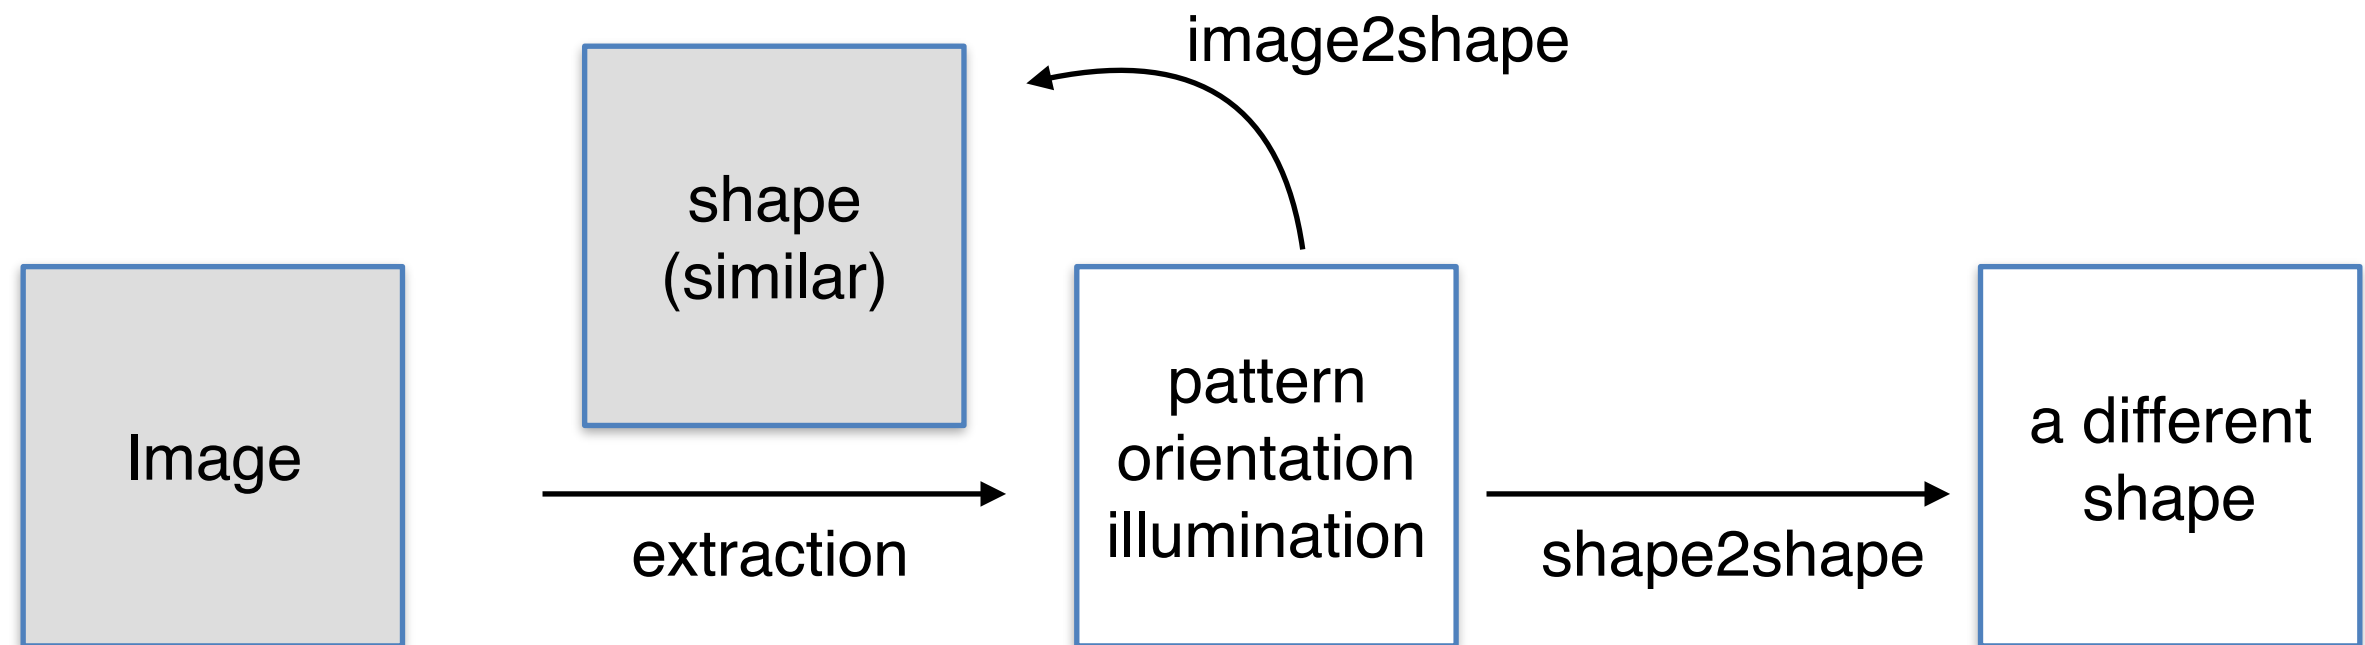 image2shape
shape
(similar)
Image
extraction
pattern
orientation
illumination
shape2shape
a different
shape